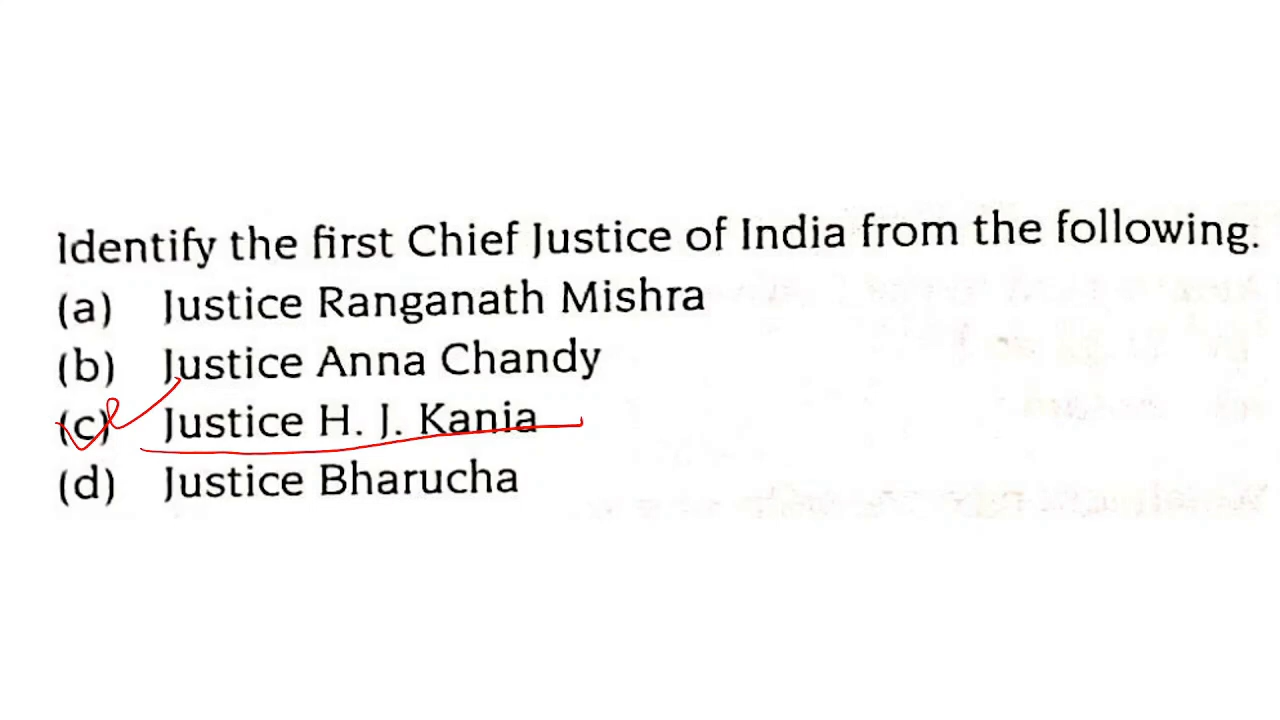 Identify the first Chief Justice of India from the following.
(a) Justice Ranganath Mishra
(b) Justice Anna Chandy
(c) Justice H. J. Kania
(d) Justice Bharucha